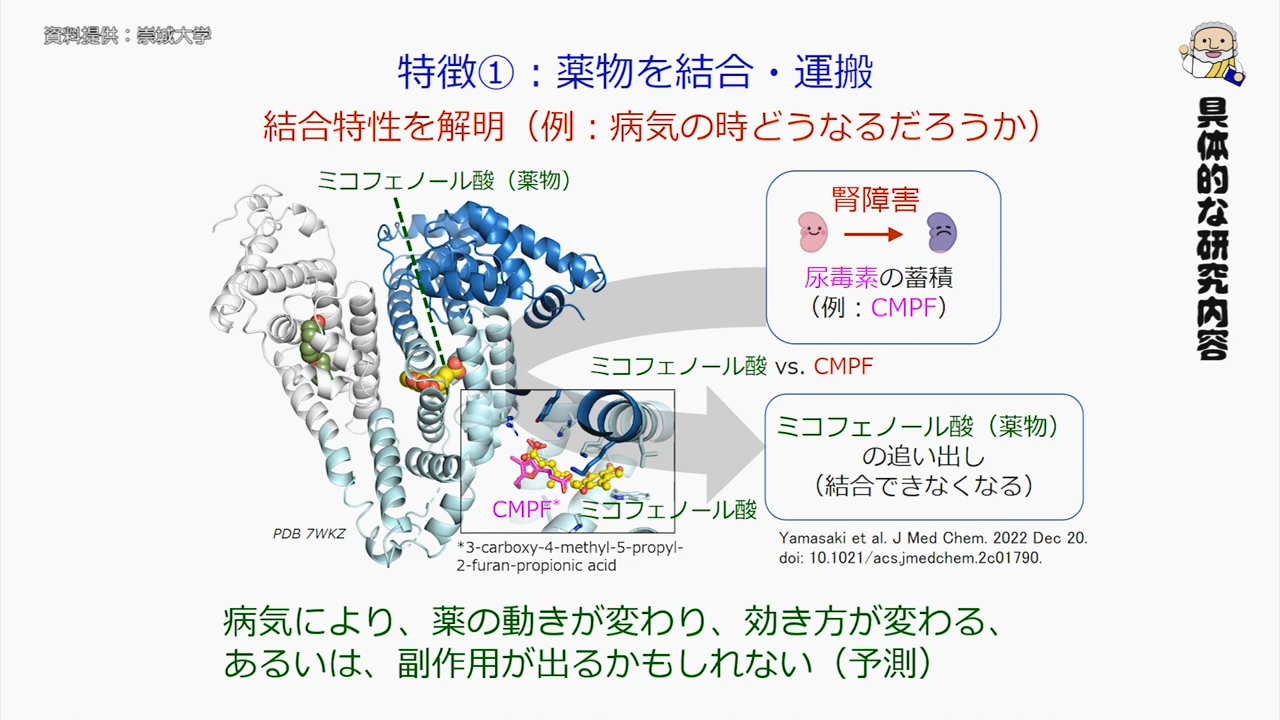 資料提供：崇城大学
特徴①：薬物を結合・運搬
結合特性を解明（例：病気の時どうなるだろうか）
具体的な研究内容
ミコフェノール酸（薬物）
腎障害
尿毒素の蓄積
（例：CMPF）
ミコフェノール酸 vs. CMPF
ミコフェノール酸（薬物）
の追い出し
（結合できなくなる）
CMPF*
ミコフェノール酸
PDB 7WKZ
*3-carboxy-4-methyl-5-propyl-
2-furan-propionic acid
Yamasaki et al. J Med Chem. 2022 Dec 20.
doi: 10.1021/acs.jmedchem.2c01790.
病気により、薬の動きが変わり、効き方が変わる、
あるいは、副作用が出るかもしれない（予測）